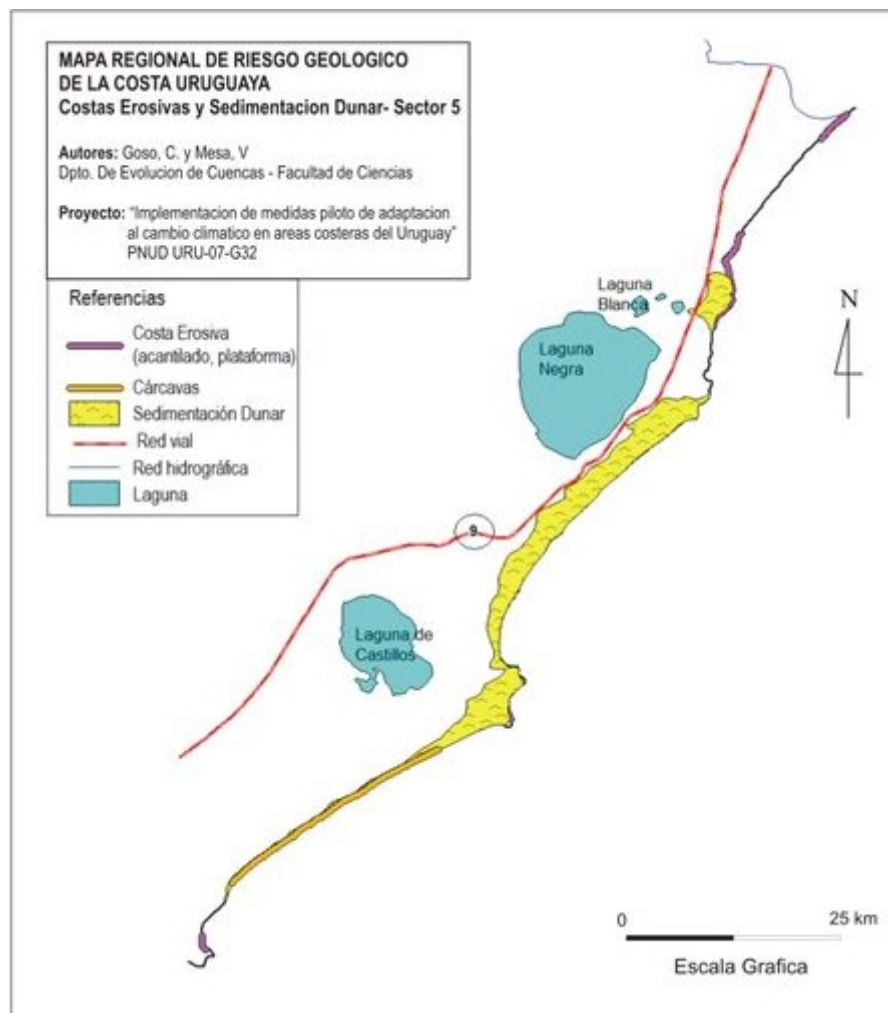 MAPA REGIONAL DE RIESGO GEOLOGICO
DE LA COSTA URUGUAYA
Costas Erosivas y Sedimentacion Dunar- Sector 5
Autores: Goso, C. y Mesa, V
Dpto. De Evolucion de Cuencas - Facultad de Ciencias
Proyecto: "Implementacion de medidas piloto de adaptacion
al cambio climatico en areas costeras del Uruguay"
PNUD URU-07-G32
Referencias
Costa Erosiva
(acantilado, plataforma)
Cárcavas
Sedimentación Dunar
Red vial
Red hidrográfica
Laguna
Laguna
Blanca
Laguna
Negra
N
9
Laguna de
Castillos
0 25 km
Escala Grafica